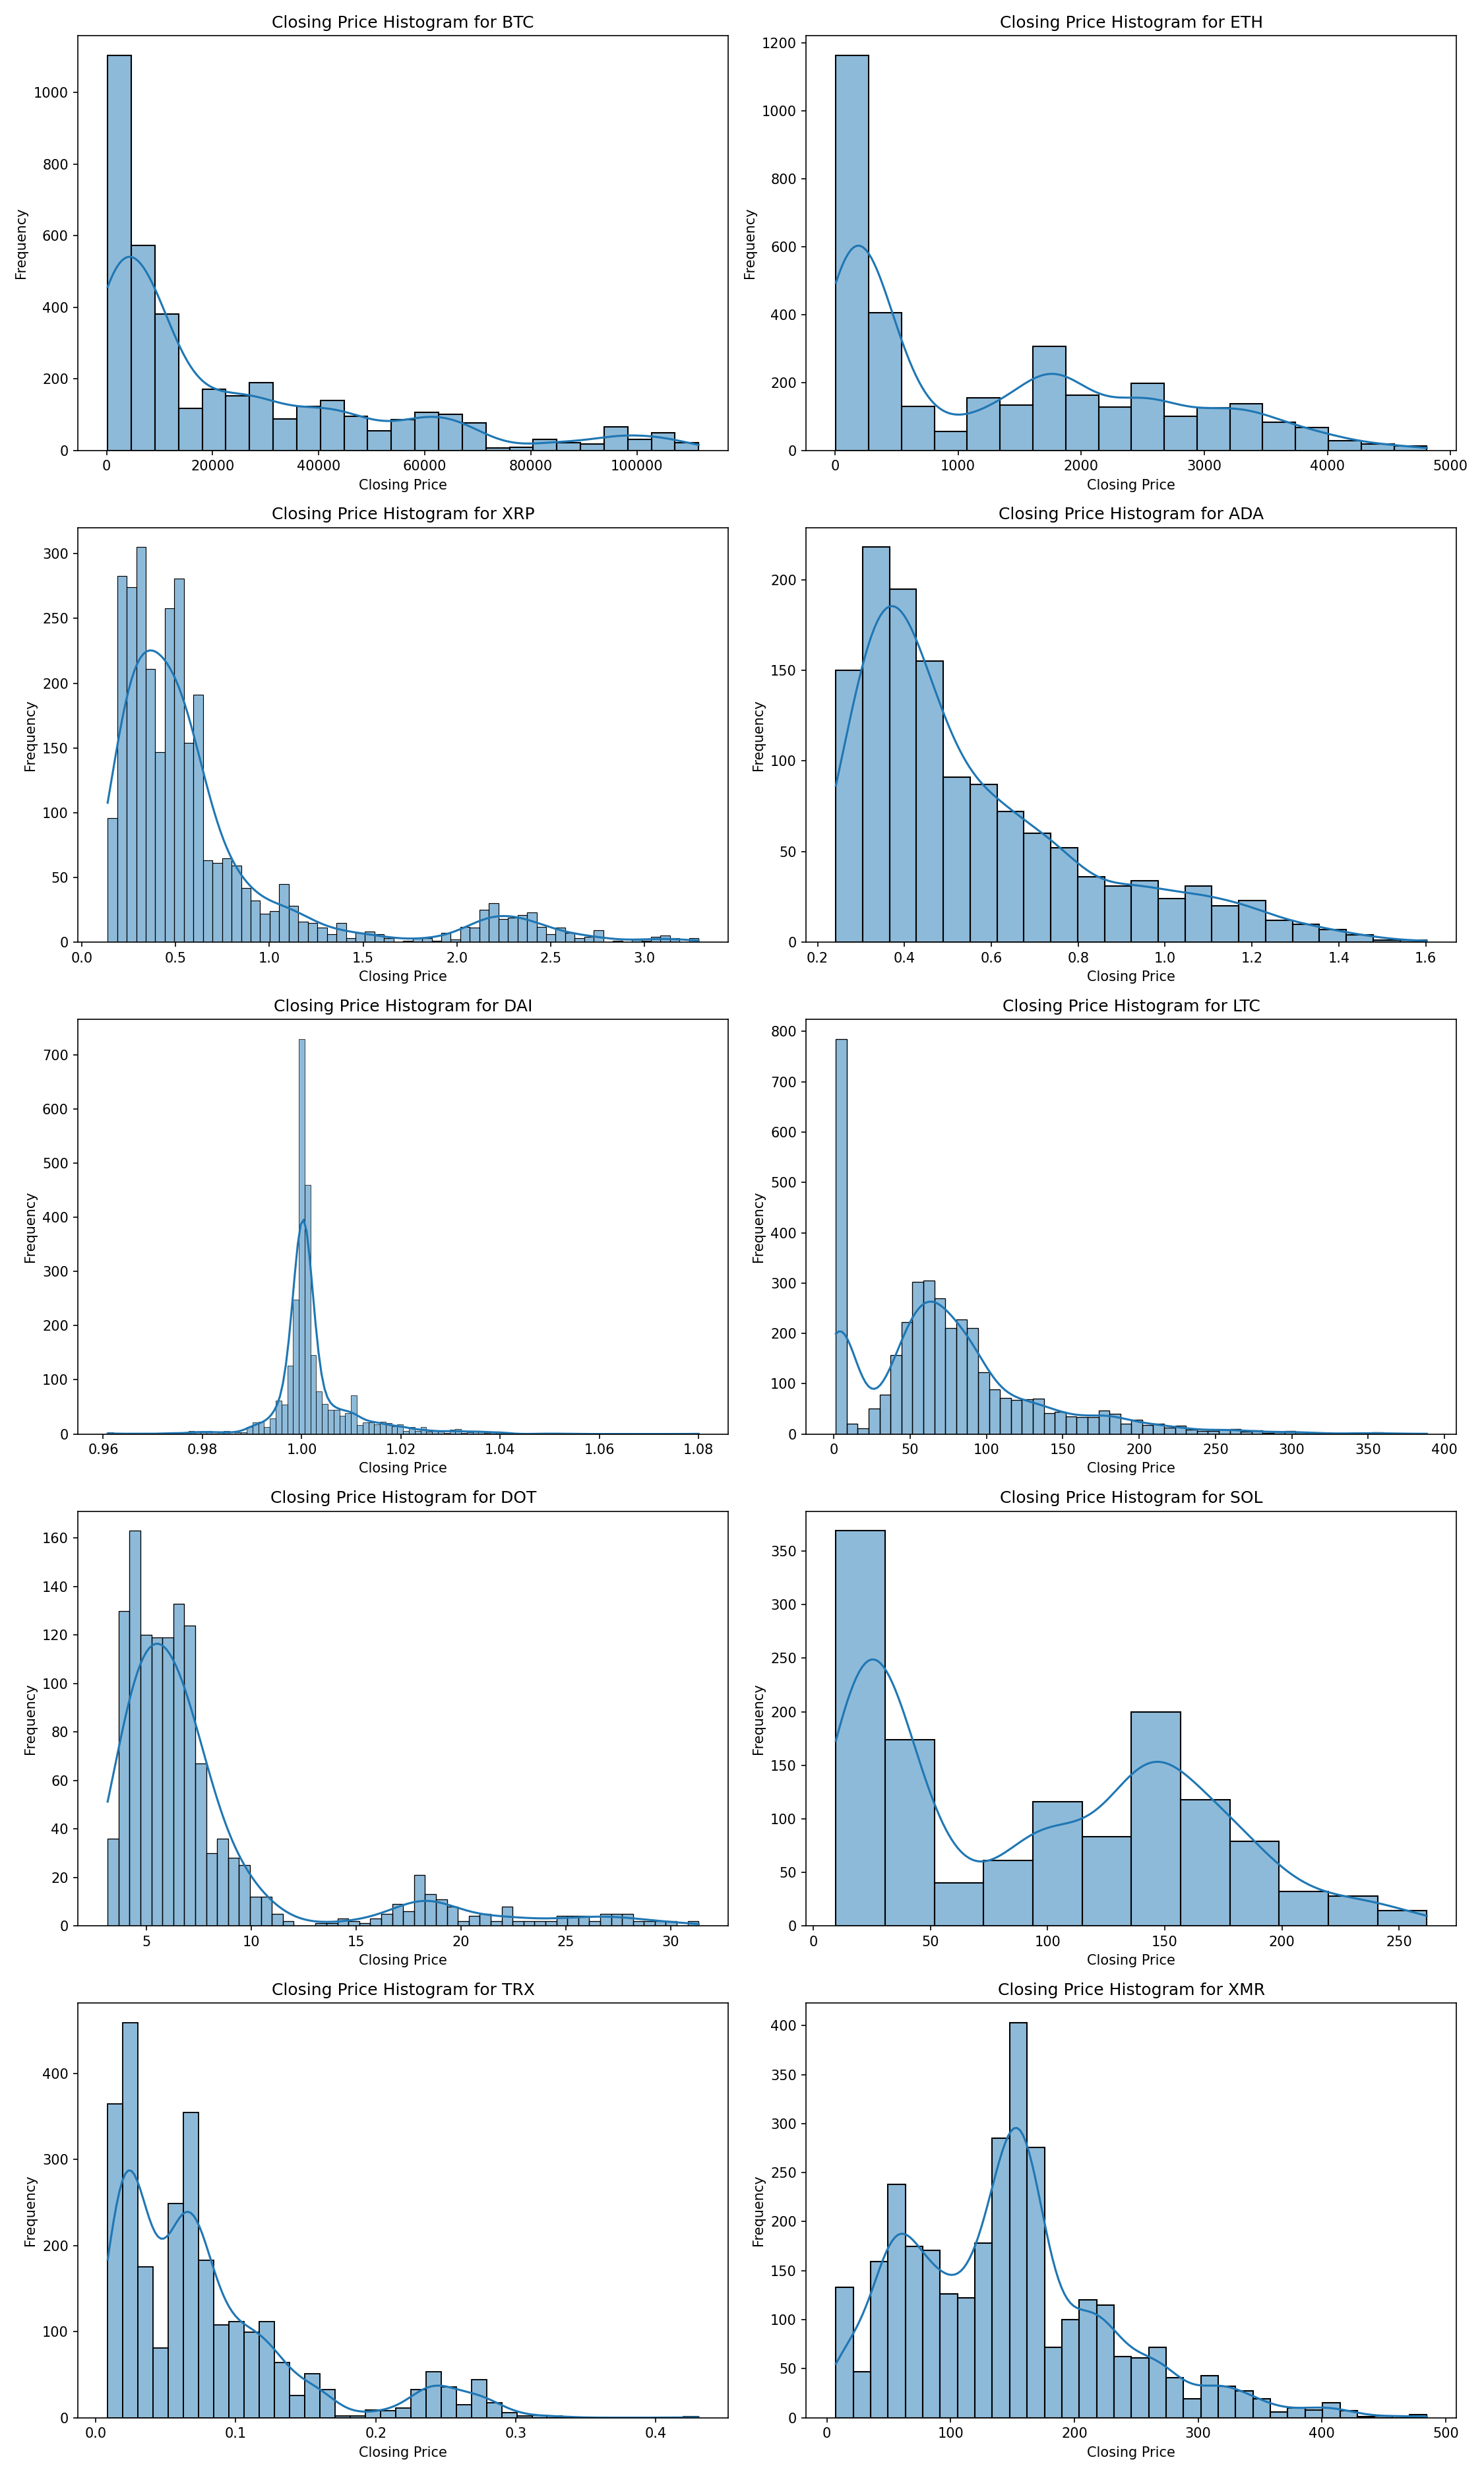 Closing Price Histogram for BTC
Frequency
1000
800
600
400
200
0
0 20000 40000 60000 80000 100000
Closing Price
Closing Price Histogram for ETH
Frequency
1200
1000
800
600
400
200
0
0 1000 2000 3000 4000 5000
Closing Price
Closing Price Histogram for XRP
Frequency
300
250
200
150
100
50
0
0.0 0.5 1.0 1.5 2.0 2.5 3.0
Closing Price
Closing Price Histogram for ADA
Frequency
200
150
100
50
0
0.2 0.4 0.6 0.8 1.0 1.2 1.4 1.6
Closing Price
Closing Price Histogram for DAI
Frequency
700
600
500
400
300
200
100
0
0.96 0.98 1.00 1.02 1.04 1.06 1.08
Closing Price
Closing Price Histogram for LTC
Frequency
800
700
600
500
400
300
200
100
0
0 50 100 150 200 250 300 350 400
Closing Price
Closing Price Histogram for DOT
Frequency
160
140
120
100
80
60
40
20
0
5 10 15 20 25 30
Closing Price
Closing Price Histogram for SOL
Frequency
350
300
250
200
150
100
50
0
0 50 100 150 200 250
Closing Price
Closing Price Histogram for TRX
Frequency
400
300
200
100
0
0.0 0.1 0.2 0.3 0.4
Closing Price
Closing Price Histogram for XMR
Frequency
400
350
300
250
200
150
100
50
0
0 100 200 300 400 500
Closing Price